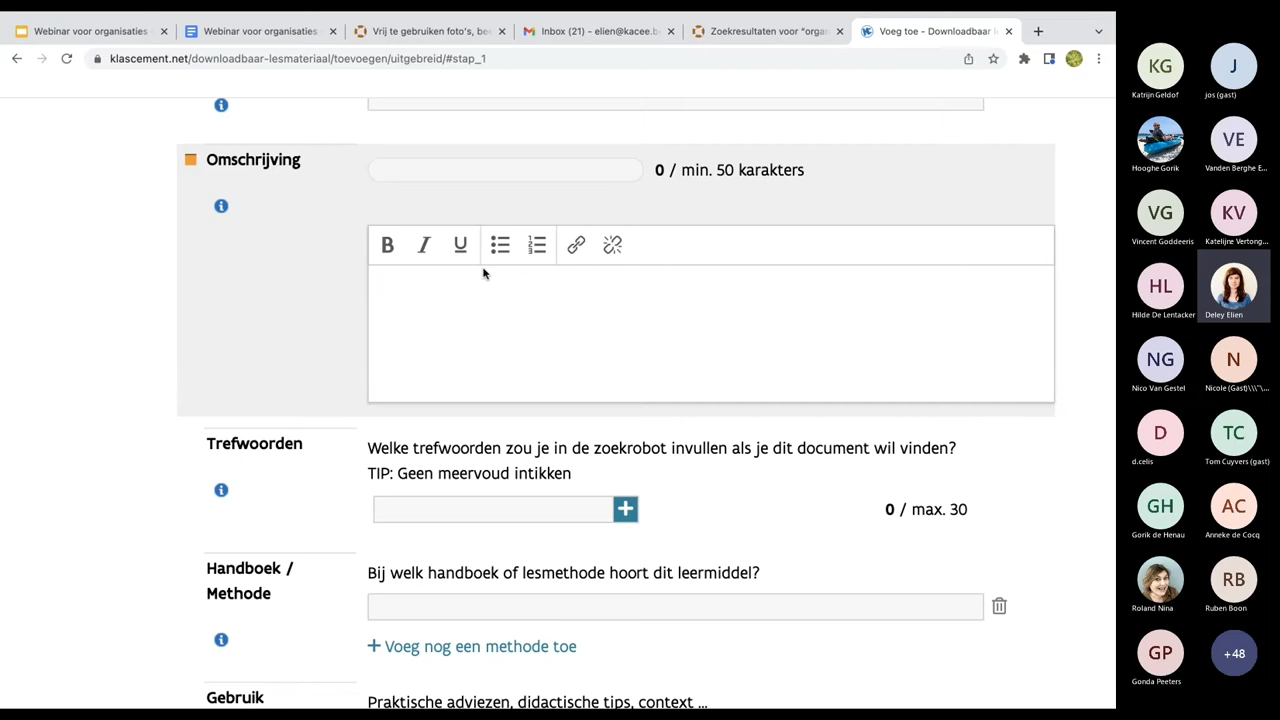 Webinar voor organisaties
Webinar voor organisaties
Vrij te gebruiken foto's, bee
Inbox (21) - elien@kacee.b
Zoekresultaten voor "organ
Voeg toe - Downloadbaar l
klascement.net/downloadbaar-lesmateriaal/toevoegen/uitgebreid/#stap_1
Omschrijving
0 / min. 50 karakters
B I U
Trefwoorden
Welke trefwoorden zou je in de zoekrobot invullen als je dit document wil vinden?
TIP: Geen meervoud intikken
0 / max. 30
Handboek /
Methode
Bij welk handboek of lesmethode hoort dit leermiddel?
+ Voeg nog een methode toe
Gebruik
Praktische adviezen, didactische tips, context ...
KG
J
Katrijn Geldof
jos (gast)
VE
Hooghe Gorik
Vanden Berghe E...
VG
KV
Vincent Goddeeris
Katelijne Vertong...
HL
Hilde De Lentacker
Deley Elien
NG
N
Nico Van Gestel
Nicole (Gast)\\\"\...
D
TC
d.celis
Tom Cuyvers (gast)
GH
AC
Gorik de Henau
Anneke de Cocq
RB
Roland Nina
Ruben Boon
GP
+48
Gonda Peeters